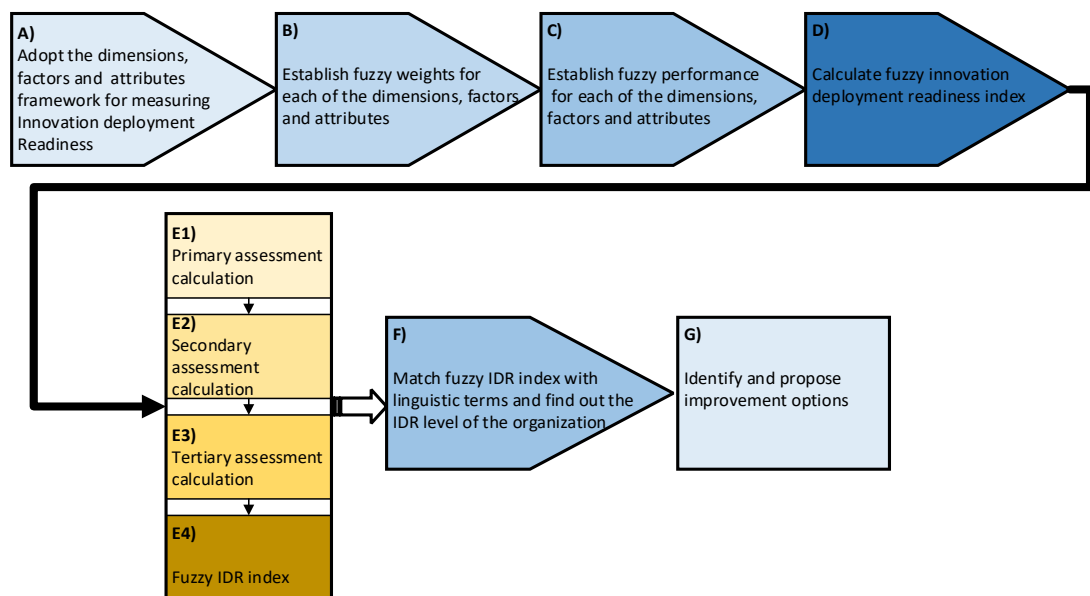 A)
Adopt the dimensions,
factors and attributes
framework for measuring
Innovation deployment
Readiness
B)
Establish fuzzy weights for
each of the dimensions, factors
and attributes
C)
Establish fuzzy performance
for each of the dimensions,
factors and attributes
D)
Calculate fuzzy innovation
deployment readiness index
E1)
Primary assessment
calculation
E2)
Secondary
assessment
calculation
E3)
Tertiary assessment
calculation
E4)
Fuzzy IDR index
F)
Match fuzzy IDR index with
linguistic terms and find out the
IDR level of the organization
G)
Identify and propose
improvement options